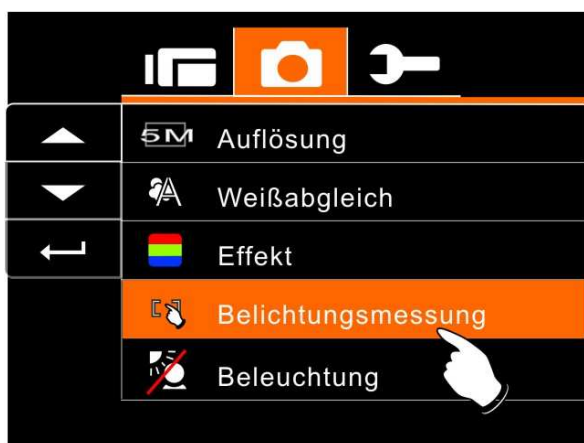 5M Auflösung
Weißabgleich
Effekt
Belichtungsmessung
Beleuchtung